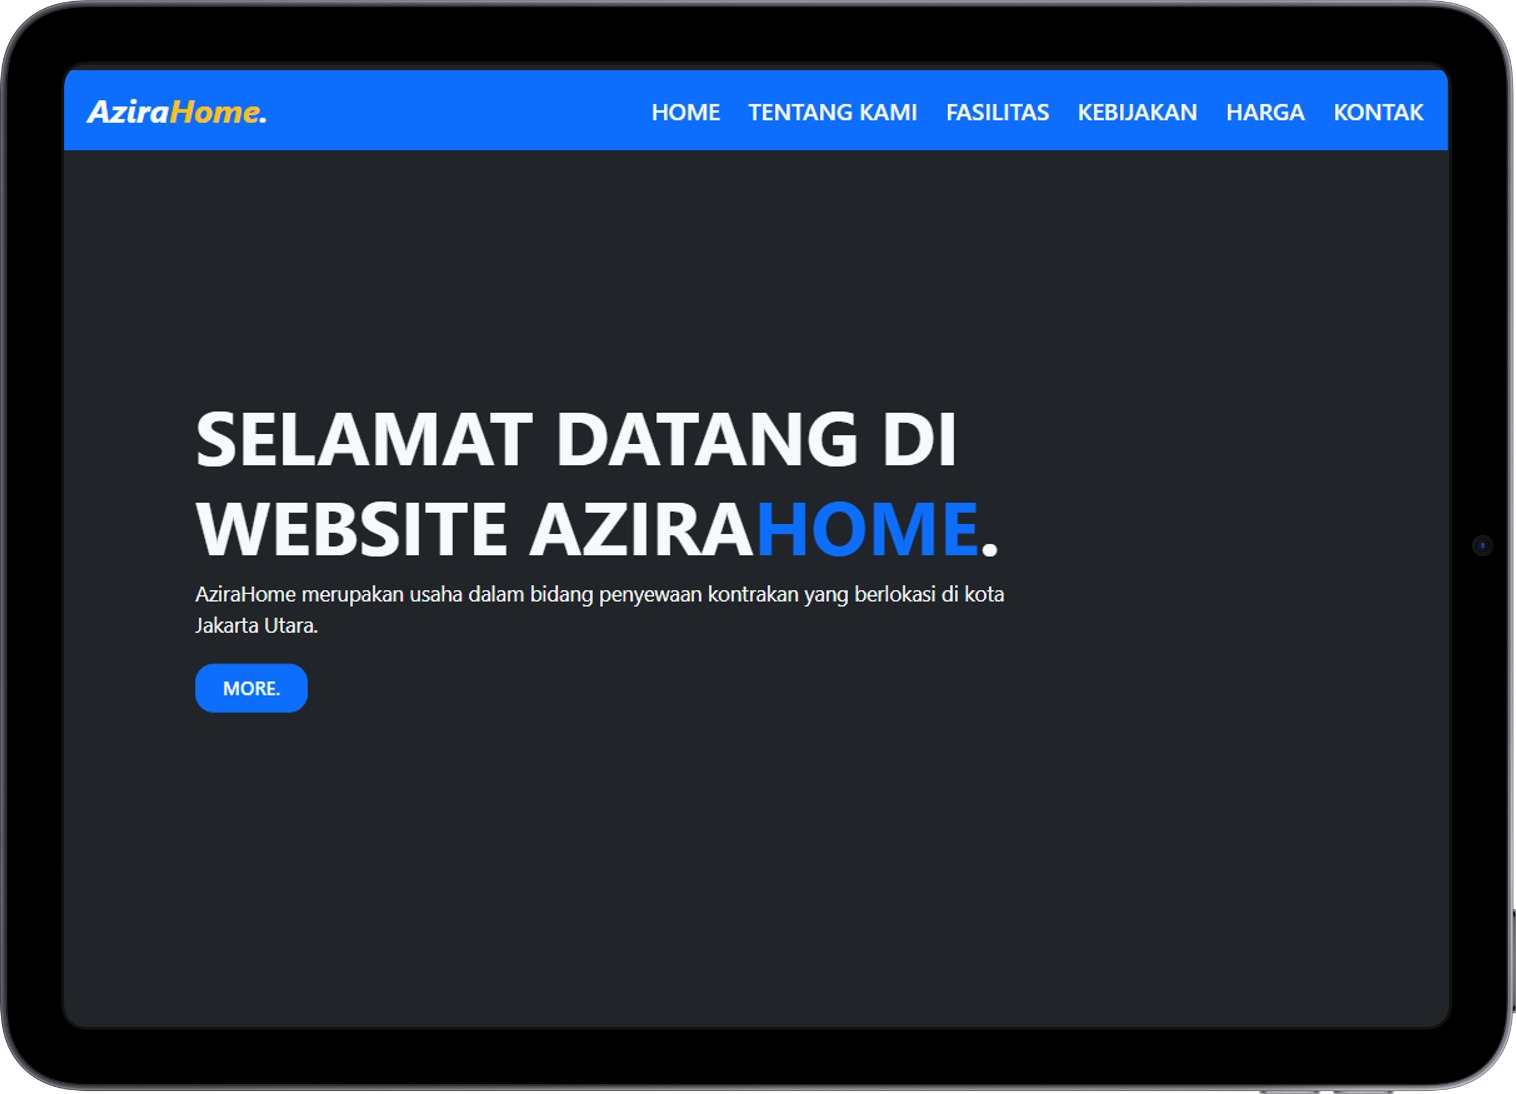 AziraHome.
HOME TENTANG KAMI FASILITAS KEBIJAKAN HARGA KONTAK
SELAMAT DATANG DI
WEBSITE AZIRAHOME.
AziraHome merupakan usaha dalam bidang penyewaan kontrakan yang berlokasi di kota
Jakarta Utara.
MORE.